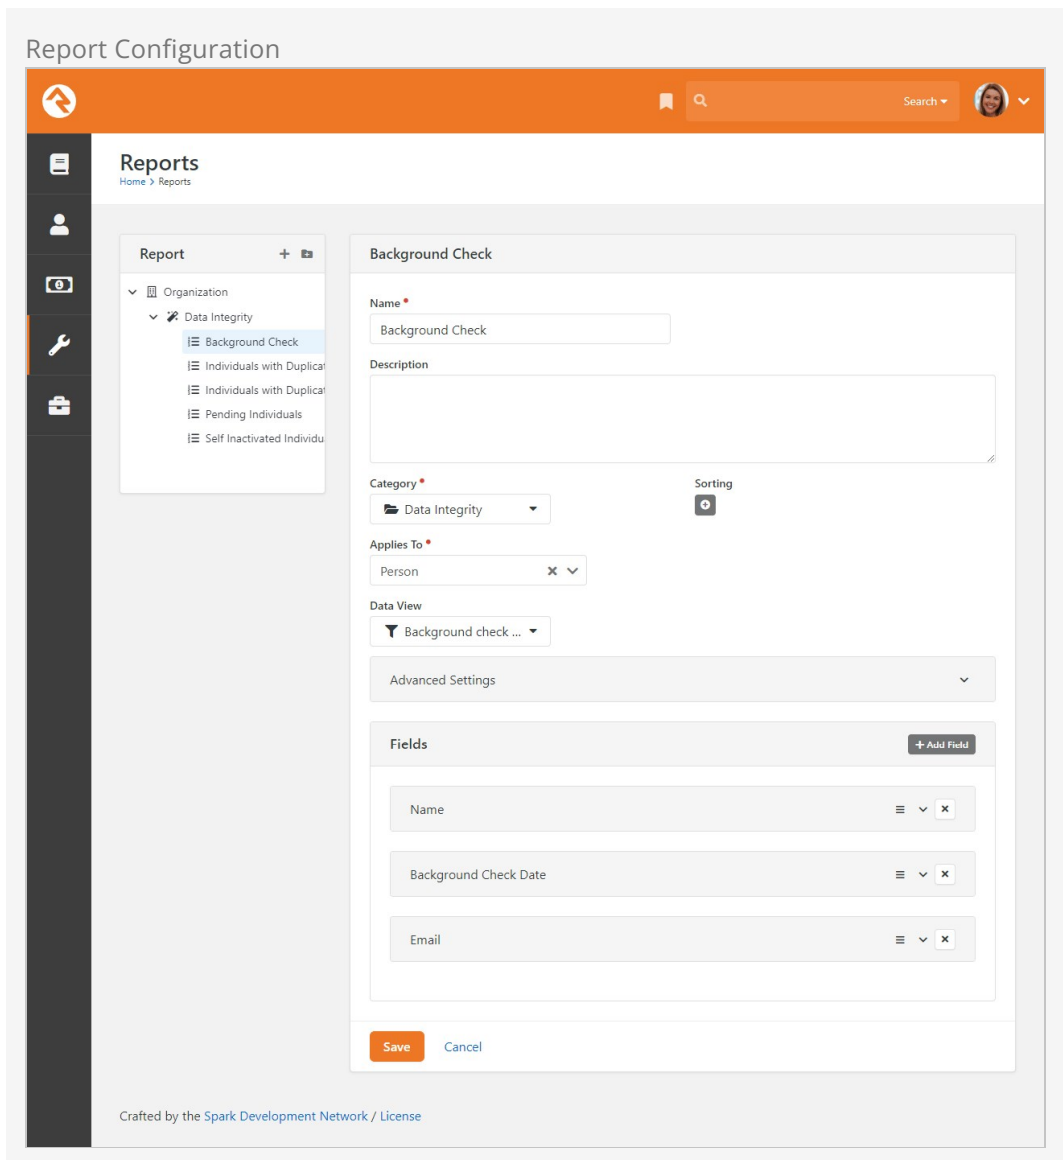 Report Configuration
Search
Reports
Home > Reports
Report
Organization
Data Integrity
Background Check
Individuals with Duplicat
Individuals with Duplicat
Pending Individuals
Self Inactivated Individu
Background Check
Name
Background Check
Description
Category
Sorting
Data Integrity
Applies To
Person
Data View
Background check ...
Advanced Settings
Fields
+ Add Field
Name
Background Check Date
Email
Save Cancel
Crafted by the Spark Development Network / License